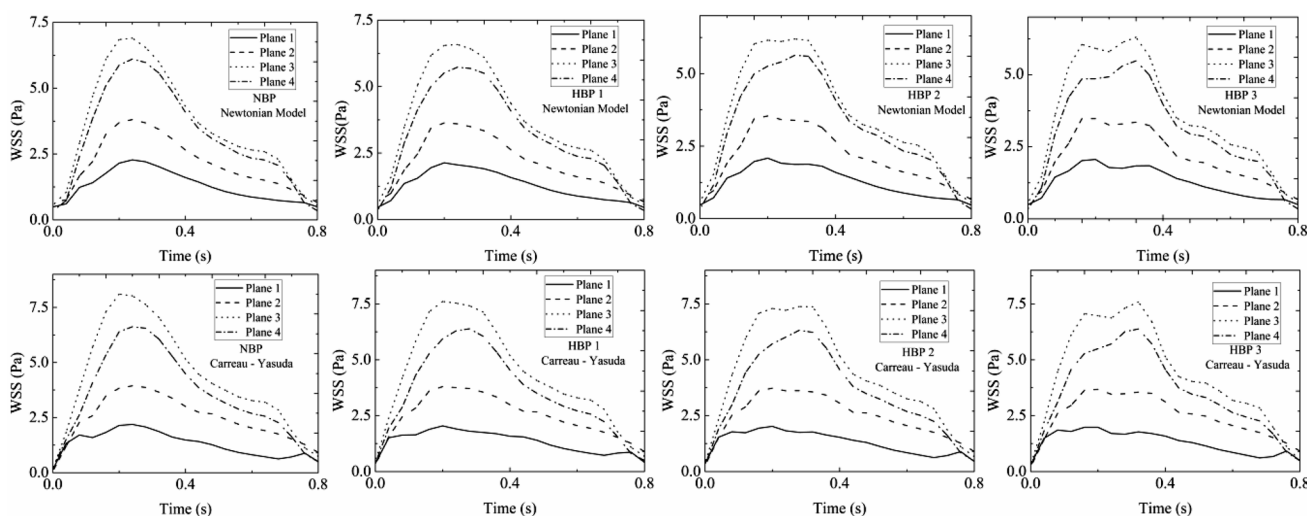 7.5
5.0
2.5
0.0
WSS (Pa)
Plane 1
Plane 2
Plane 3
Plane 4
NBP
Newtonian Model
0.0 0.4 0.8
Time (s)
7.5
5.0
2.5
0.0
WSS(Pa)
Plane 1
Plane 2
Plane 3
Plane 4
HBP 1
Newtonian Model
0.0 0.4 0.8
Time (s)
5.0
2.5
0.0
WSS (Pa)
Plane 1
Plane 2
Plane 3
Plane 4
HBP 2
Newtonian Model
0.0 0.4 0.8
Time (s)
5.0
2.5
0.0
WSS (Pa)
Plane 1
Plane 2
Plane 3
Plane 4
HBP 3
Newtonian Model
0.0 0.4 0.8
Time (s)
7.5
5.0
2.5
0.0
WSS (Pa)
Plane 1
Plane 2
Plane 3
Plane 4
NBP
Carreau - Yasuda
0.0 0.4 0.8
Time (s)
7.5
5.0
2.5
0.0
WSS (Pa)
Plane 1
Plane 2
Plane 3
Plane 4
HBP 1
Carreau - Yasuda
0.0 0.4 0.8
Time (s)
7.5
5.0
2.5
0.0
WSS (Pa)
Plane 1
Plane 2
Plane 3
Plane 4
HBP 2
Carreau - Yasuda
0.0 0.4 0.8
Time (s)
7.5
5.0
2.5
0.0
WSS (Pa)
Plane 1
Plane 2
Plane 3
Plane 4
HBP 3
Carreau - Yasuda
0.0 0.4 0.8
Time (s)